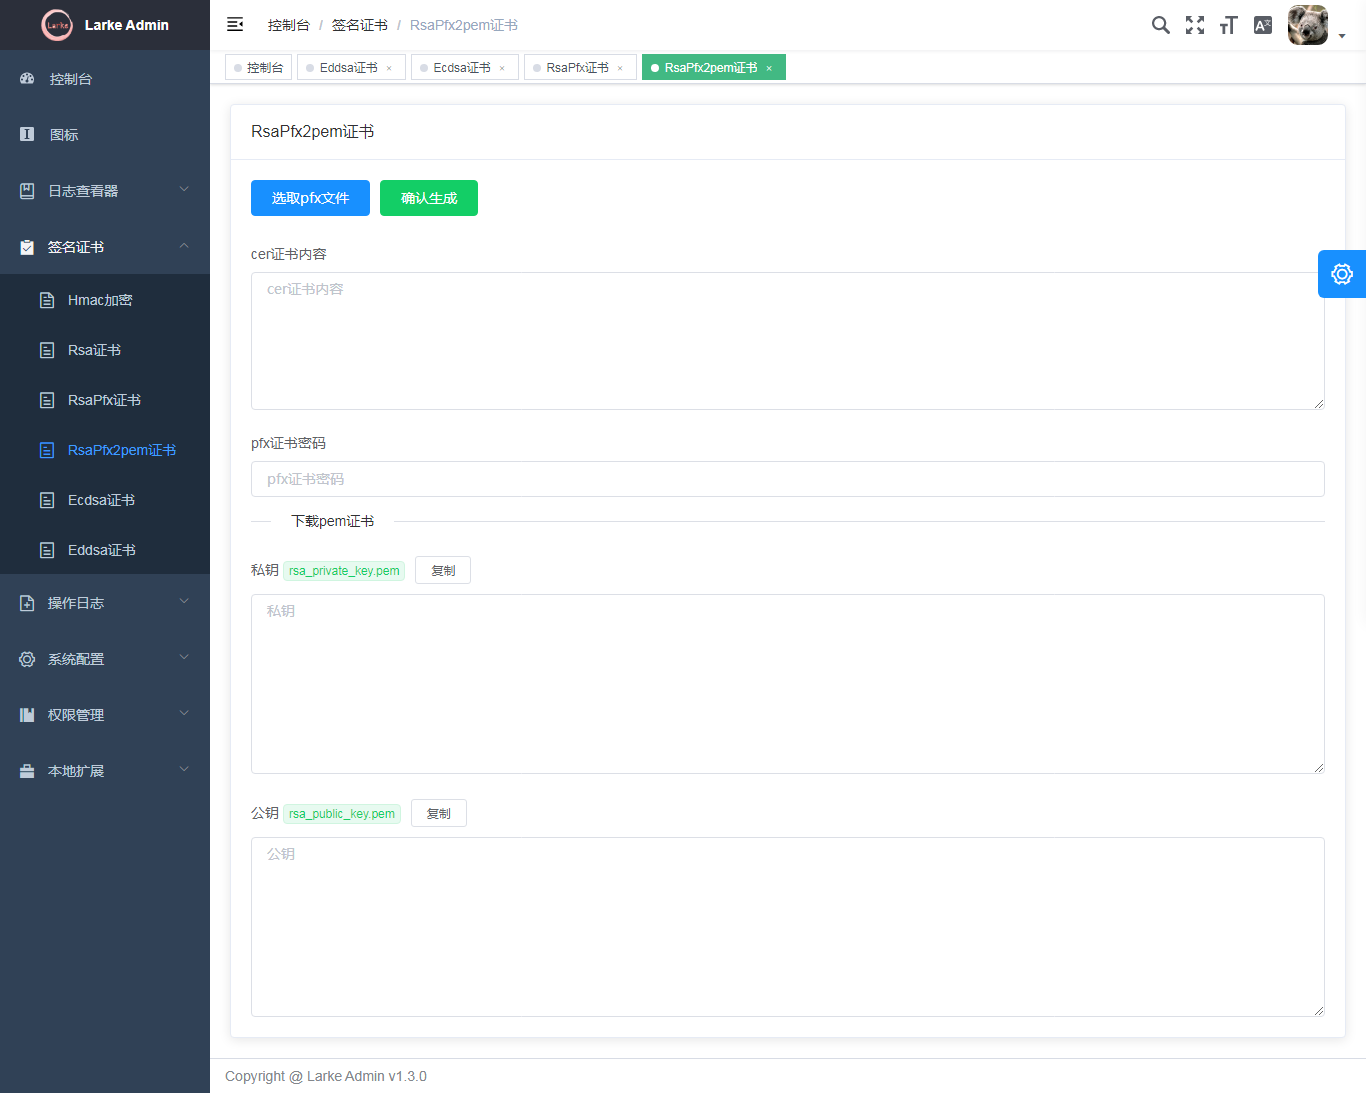 Larke
Larke Admin
控制台
图标
日志查看器
签名证书
Hmac加密
Rsa证书
RsaPfx证书
RsaPfx2pem证书
Ecdsa证书
Eddsa证书
操作日志
系统配置
权限管理
本地扩展
控制台 / 签名证书 / RsaPfx2pem证书
控制台 Eddsa证书 × Ecdsa证书 × RsaPfx证书 × RsaPfx2pem证书 ×
RsaPfx2pem证书
选取pfx文件 确认生成
cer证书内容
cer证书内容
pfx证书密码
pfx证书密码
下载pem证书
私钥 rsa_private_key.pem 复制
私钥
公钥 rsa_public_key.pem 复制
公钥
Copyright @ Larke Admin v1.3.0